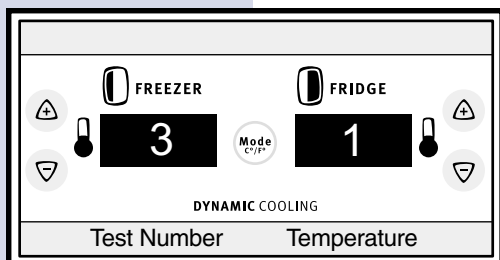 FREEZER FRIDGE
3 Mode 1
C°/F°
DYNAMIC COOLING
Test Number Temperature